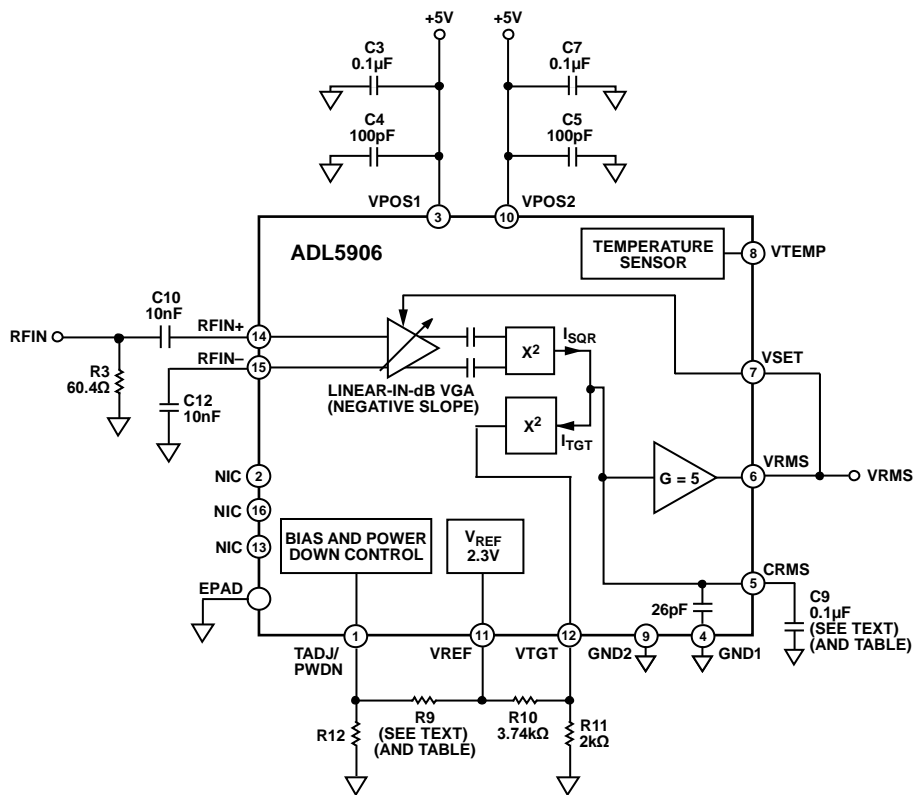 +5V
+5V
C3
0.1µF
C7
0.1µF
C4
100pF
C5
100pF
VPOS1
VPOS2
3
10
ADL5906
TEMPERATURE
SENSOR
8
VTEMP
C10
10nF
RFIN
RFIN+
14
RFIN–
15
R3
60.4Ω
C12
10nF
LINEAR-IN-dB VGA
(NEGATIVE SLOPE)
X2
ISQR
X2
ITGT
VSET
7
G = 5
VRMS
6
VRMS
NIC
2
NIC
16
NIC
13
EPAD
BIAS AND POWER
DOWN CONTROL
VREF
2.3V
26pF
CRMS
5
C9
0.1µF
(SEE TEXT)
(AND TABLE)
1
11
12
9
4
TADJ/
PWDN
VREF
VTGT
GND2
GND1
R12
R9
(SEE TEXT)
(AND TABLE)
R10
3.74kΩ
R11
2kΩ